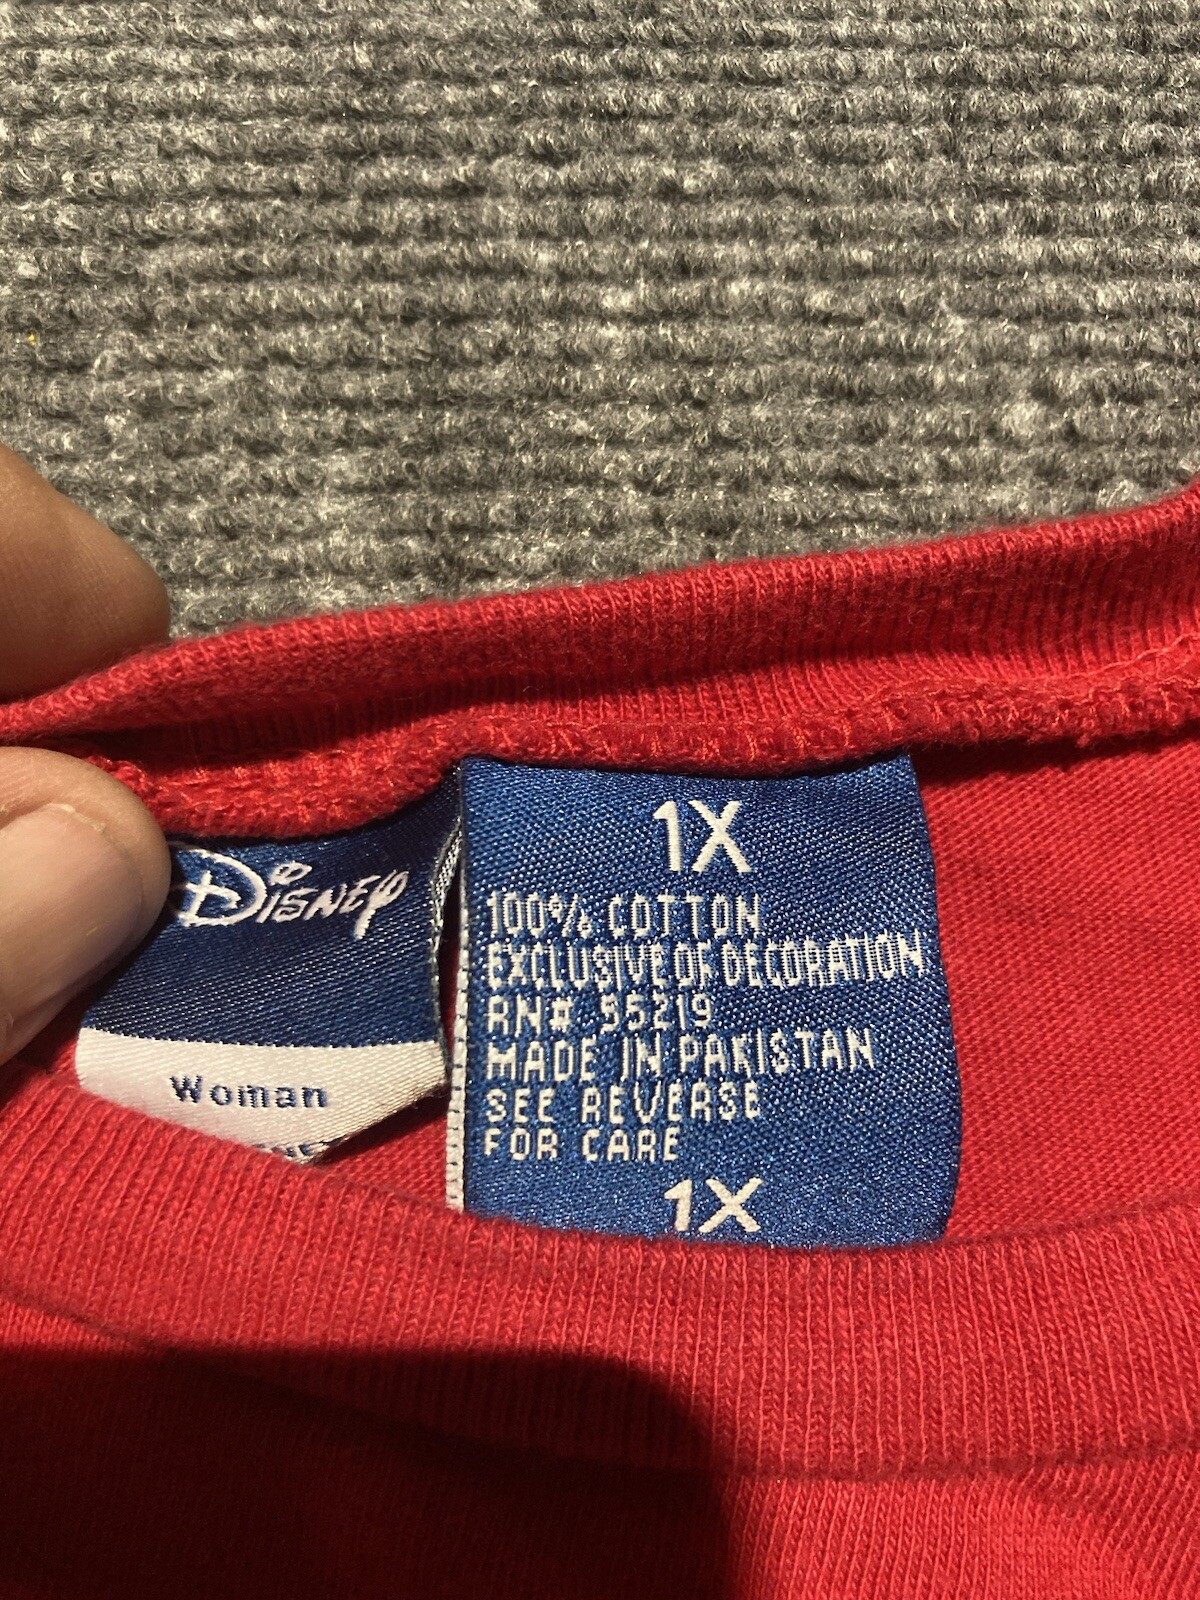 Disney
Woman
1X
100% COTTON
EXCLUSIVE OF DECORATION
RN# 55219
MADE IN PAKISTAN
SEE REVERSE
FOR CARE
1X